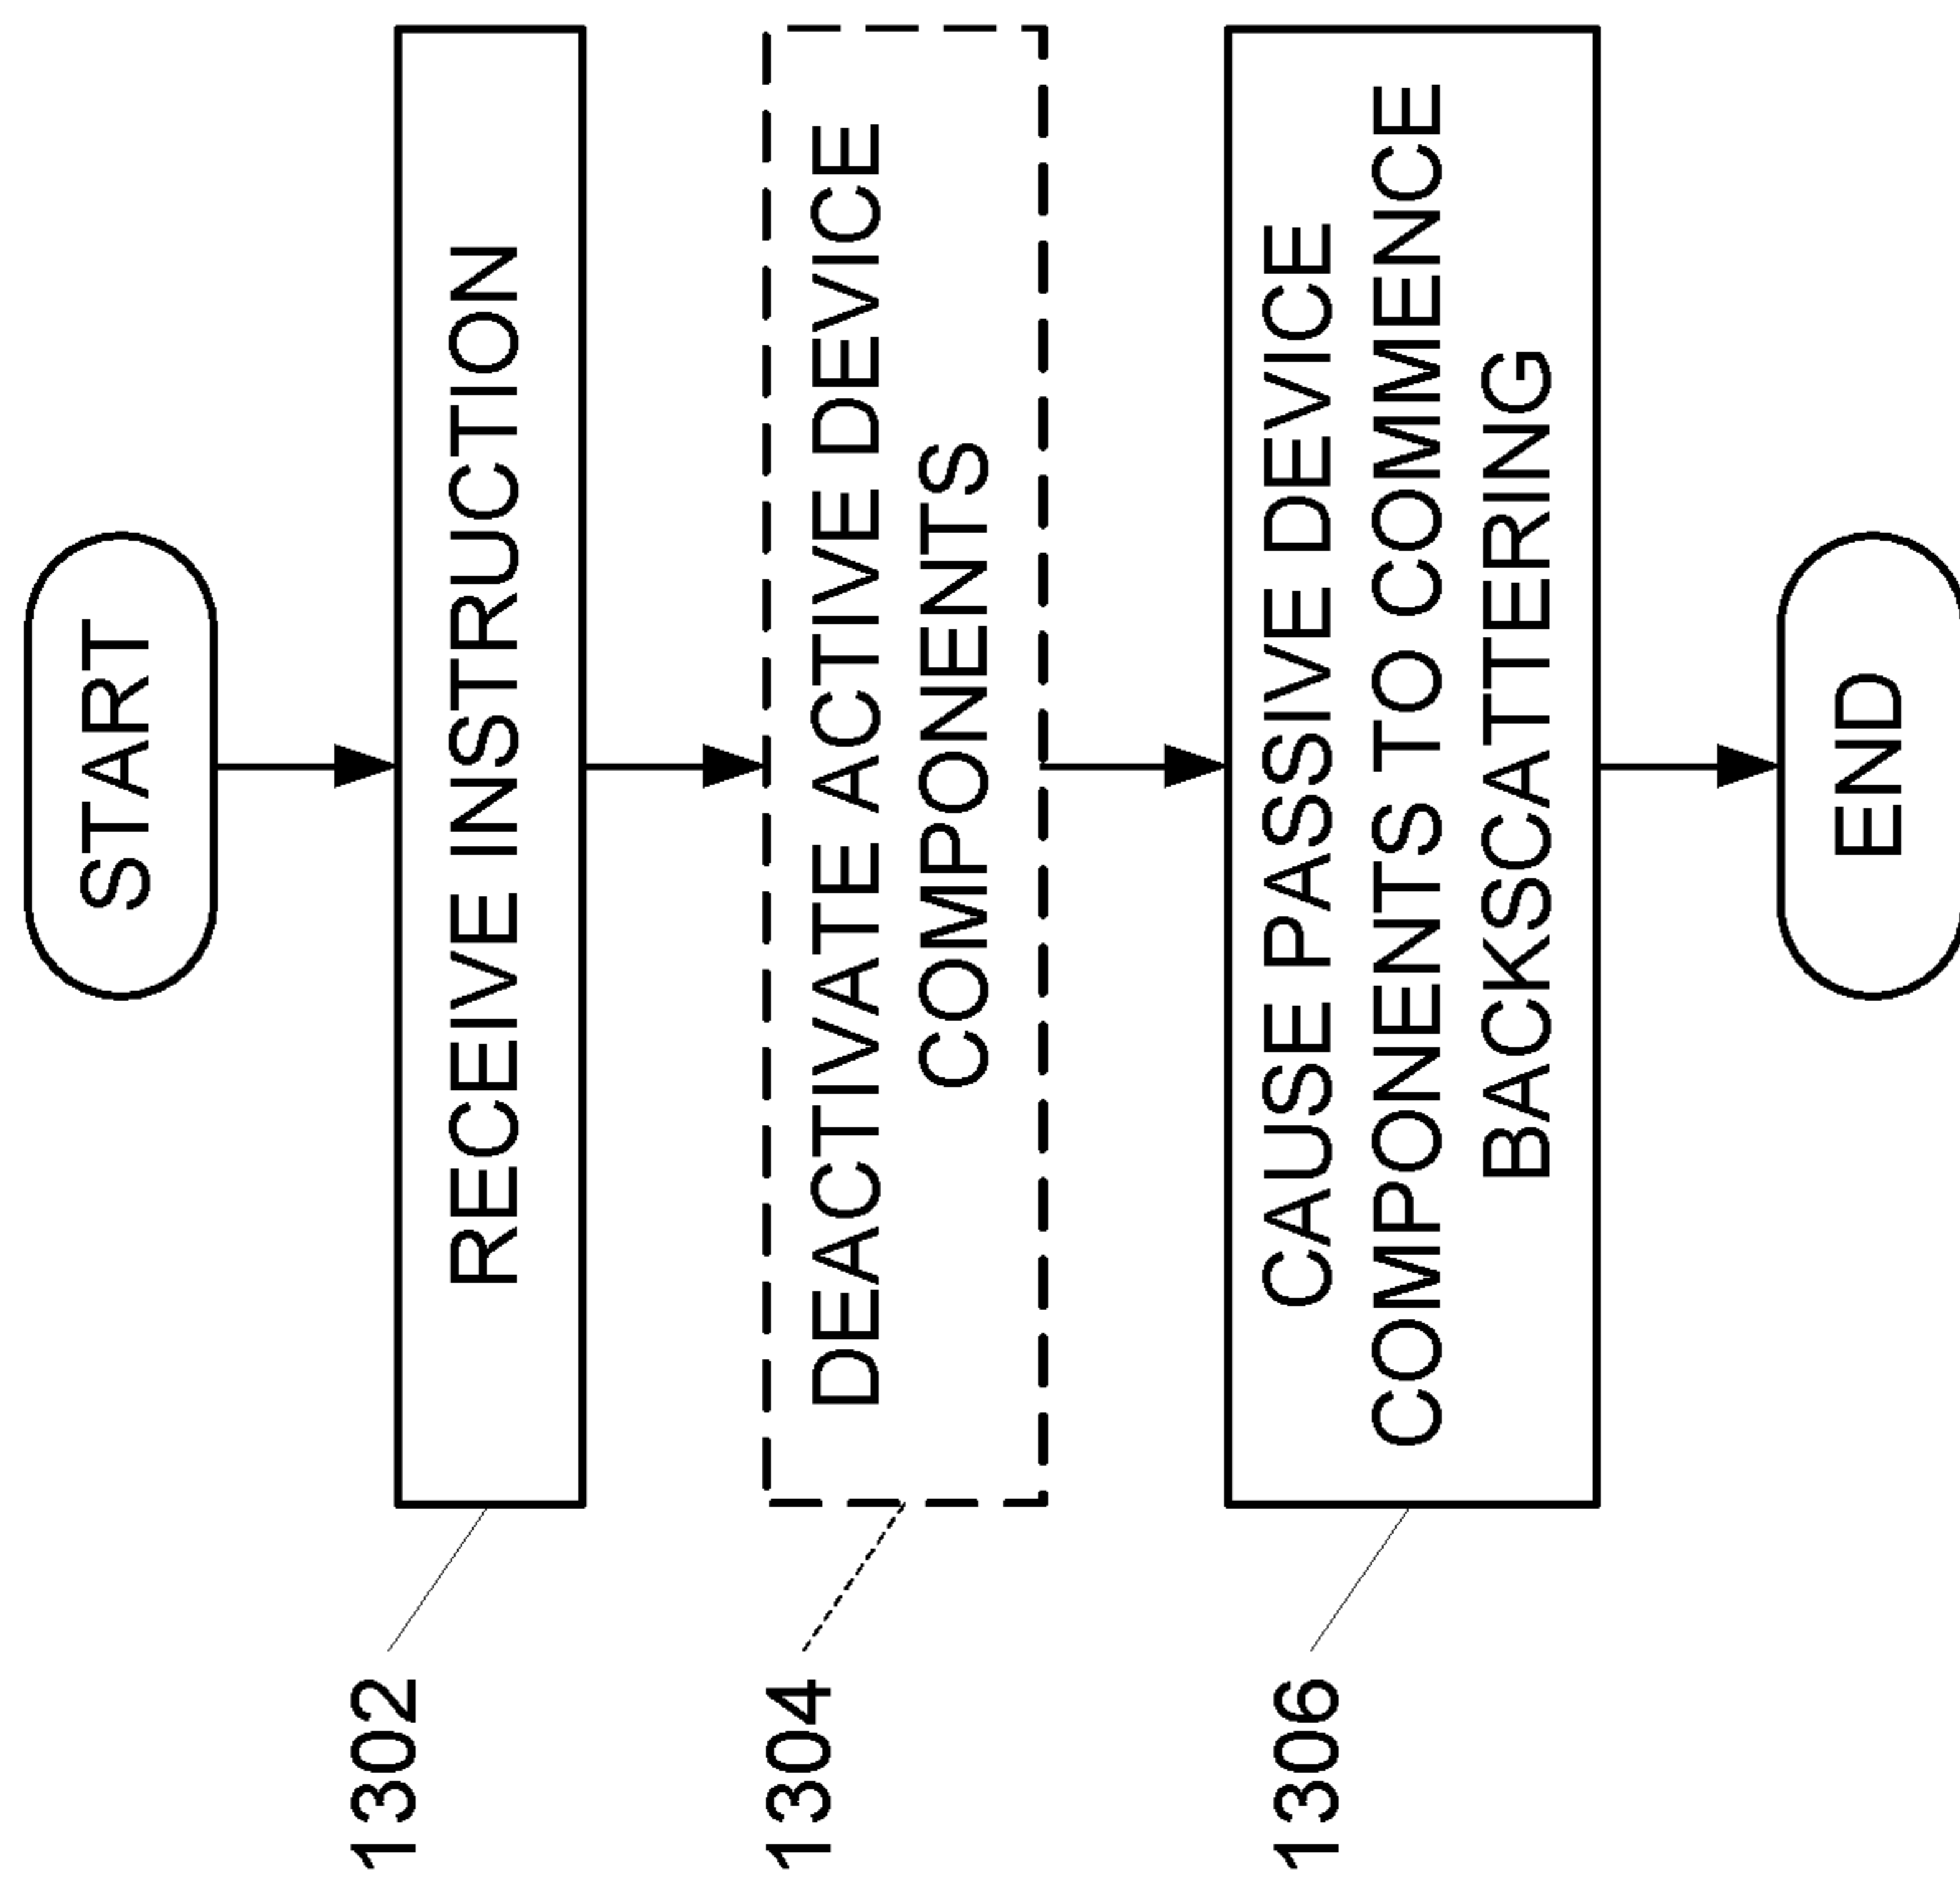 START
1302
RECEIVE INSTRUCTION
1304
DEACTIVATE ACTIVE DEVICE
COMPONENTS
1306
CAUSE PASSIVE DEVICE
COMPONENTS TO COMMENCE
BACKSCATTERING
END